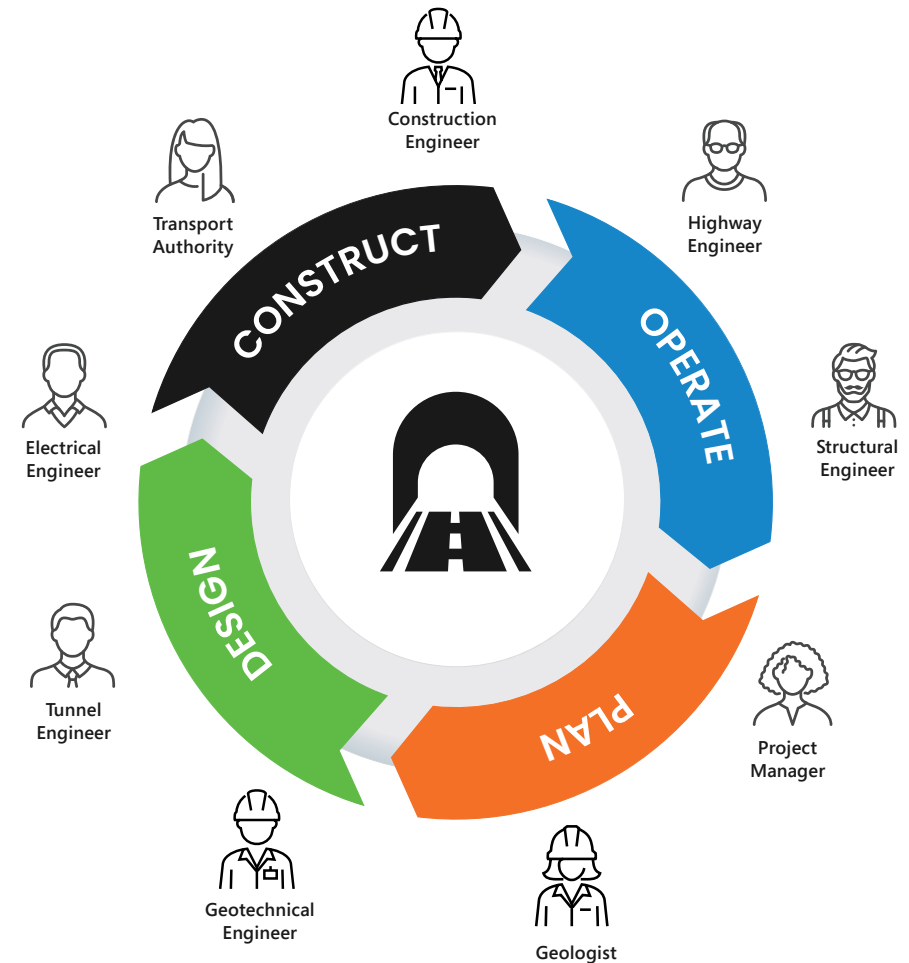 Construction
Engineer
Transport
Authority
Highway
Engineer
CONSTRUCT
OPERATE
Electrical
Engineer
Structural
Engineer
DESIGN
PLAN
Tunnel
Engineer
Project
Manager
Geotechnical
Engineer
Geologist